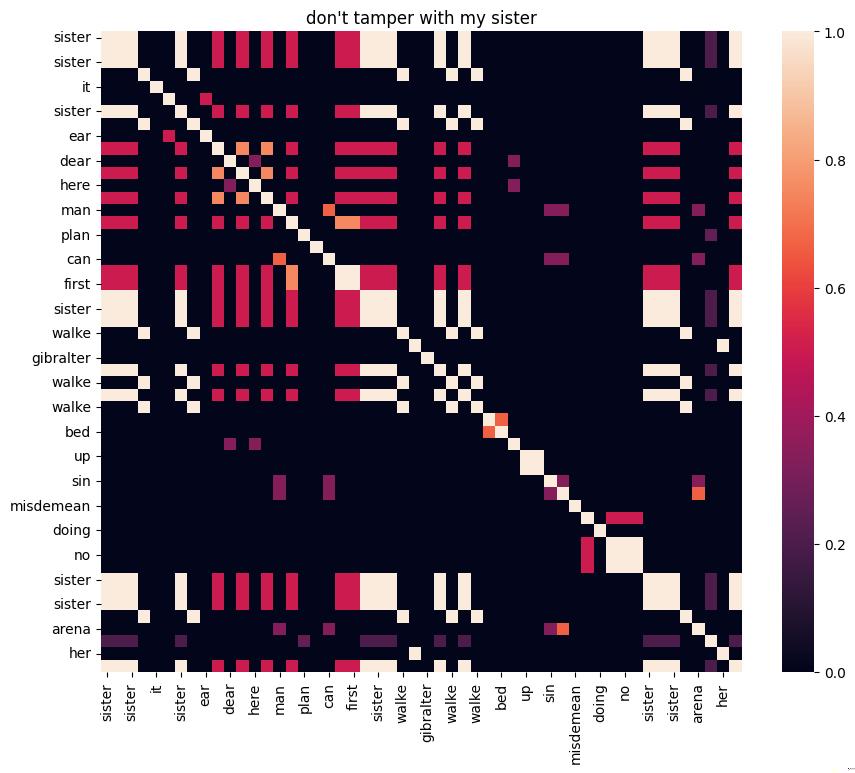 don't tamper with my sister
sister
sister
it
sister
ear
dear
here
man
plan
can
first
sister
walke
gibralter
walke
walke
bed
up
sin
misdemean
doing
no
sister
sister
arena
her
1.0
0.8
0.6
0.4
0.2
0.0
sister
sister
it
sister
ear
dear
here
man
plan
can
first
sister
walke
gibralter
walke
walke
bed
up
sin
misdemean
doing
no
sister
sister
arena
her